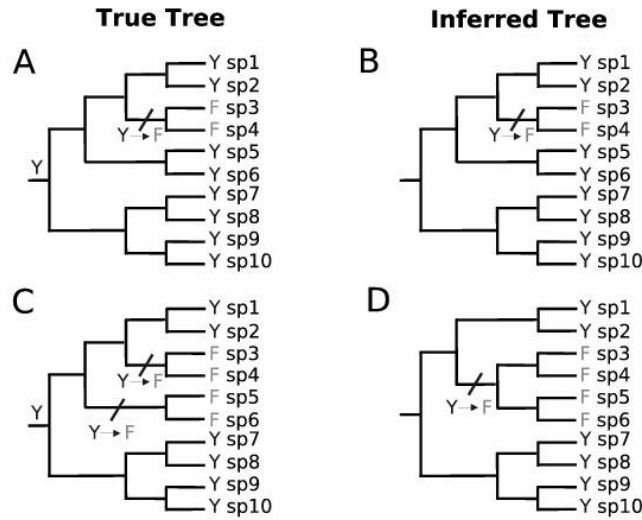 True Tree
Inferred Tree
A
Y sp1
Y sp2
F sp3
F sp4
Y→F
Y
Y sp5
Y sp6
Y sp7
Y sp8
Y sp9
Y sp10
B
Y sp1
Y sp2
F sp3
F sp4
Y→F
Y sp5
Y sp6
Y sp7
Y sp8
Y sp9
Y sp10
C
Y sp1
Y sp2
F sp3
F sp4
Y→F
F sp5
F sp6
Y→F
Y
Y sp7
Y sp8
Y sp9
Y sp10
D
Y sp1
Y sp2
F sp3
F sp4
Y→F
F sp5
F sp6
Y sp7
Y sp8
Y sp9
Y sp10